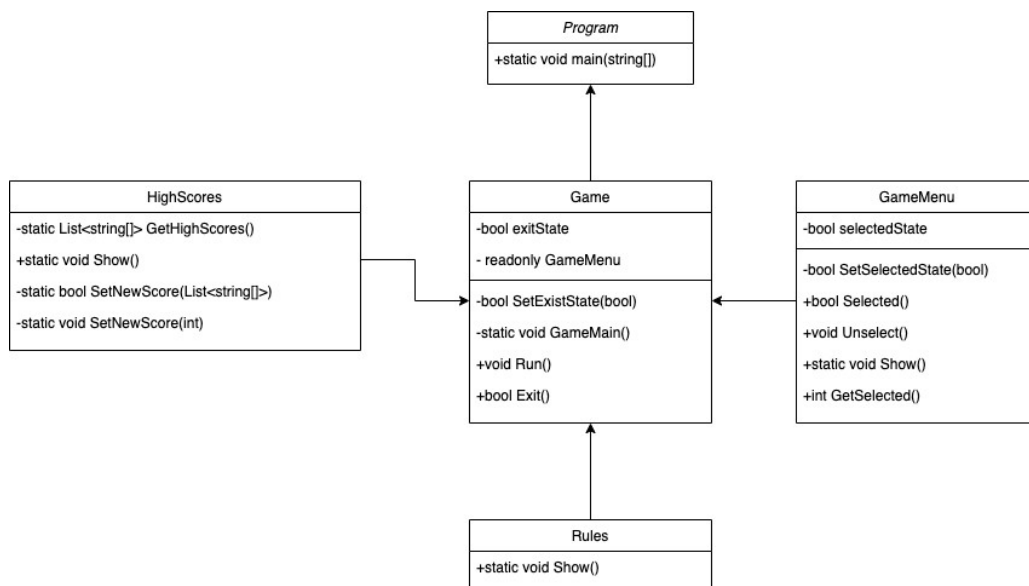 Program
+static void main(string[])
HighScores
-static List<string[]> GetHighScores()
+static void Show()
-static bool SetNewScore(List<string[]>)
-static void SetNewScore(int)
Game
-bool exitState
- readonly GameMenu
-bool SetExistState(bool)
-static void GameMain()
+void Run()
+bool Exit()
GameMenu
-bool selectedState
-bool SetSelectedState(bool)
+bool Selected()
+void Unselect()
+static void Show()
+int GetSelected()
Rules
+static void Show()